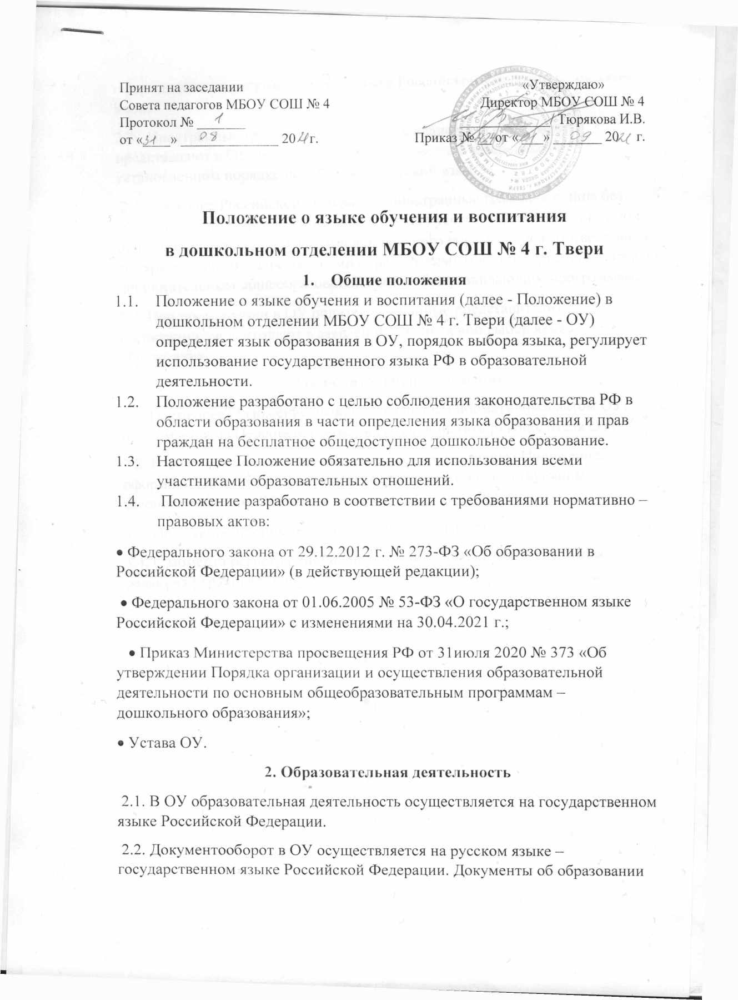 Принят на заседании
Совета педагогов МБОУ СОШ № 4
Протокол № 1
от «31» 08 2021 г.
«Утверждаю»
Директор МБОУ СОШ № 4
/ Тюрякова И.В.
Приказ № от «01» 09 2021 г.
Положение о языке обучения и воспитания
в дошкольном отделении МБОУ СОШ № 4 г. Твери
1. Общие положения
1.1. Положение о языке обучения и воспитания (далее - Положение) в
дошкольном отделении МБОУ СОШ № 4 г. Твери (далее - ОУ)
определяет язык образования в ОУ, порядок выбора языка, регулирует
использование государственного языка РФ в образовательной
деятельности.
1.2. Положение разработано с целью соблюдения законодательства РФ в
области образования в части определения языка образования и прав
граждан на бесплатное общедоступное дошкольное образование.
1.3. Настоящее Положение обязательно для использования всеми
участниками образовательных отношений.
1.4. Положение разработано в соответствии с требованиями нормативно –
правовых актов:
• Федерального закона от 29.12.2012 г. № 273-ФЗ «Об образовании в
Российской Федерации» (в действующей редакции);
• Федерального закона от 01.06.2005 № 53-ФЗ «О государственном языке
Российской Федерации» с изменениями на 30.04.2021 г.;
• Приказ Министерства просвещения РФ от 31июля 2020 № 373 «Об
утверждении Порядка организации и осуществления образовательной
деятельности по основным общеобразовательным программам –
дошкольного образования»;
• Устава ОУ.
2. Образовательная деятельность
2.1. В ОУ образовательная деятельность осуществляется на государственном
языке Российской Федерации.
2.2. Документооборот в ОУ осуществляется на русском языке –
государственном языке Российской Федерации. Документы об образовании